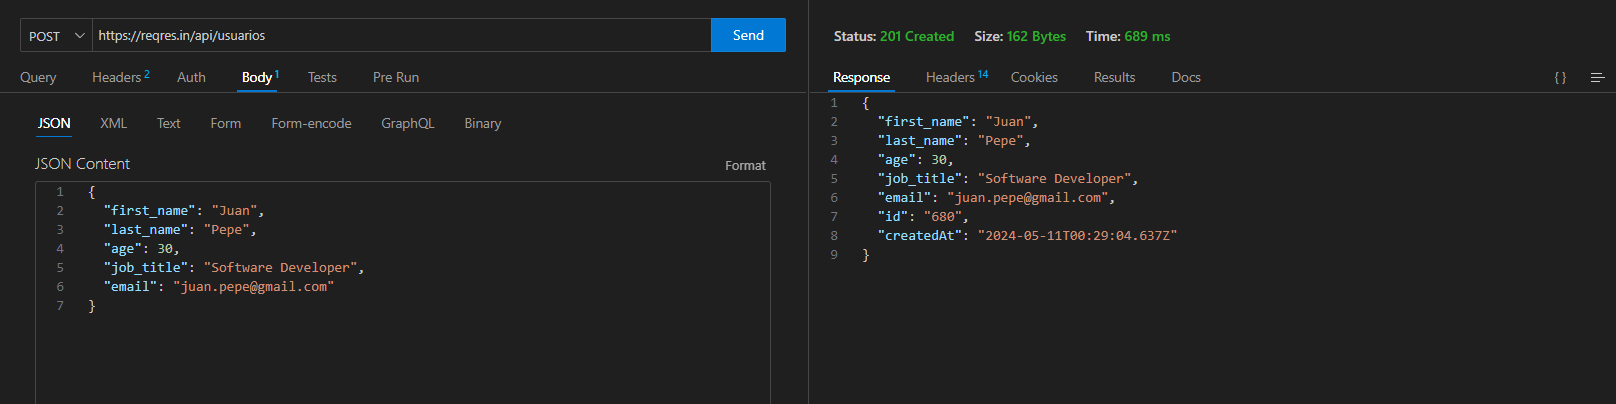 POST https://reqres.in/api/usuarios Send
Query Headers 2 Auth Body 1 Tests Pre Run
JSON XML Text Form Form-encode GraphQL Binary
JSON Content Format
1 {
2 "first_name": "Juan",
3 "last_name": "Pepe",
4 "age": 30,
5 "job_title": "Software Developer",
6 "email": "juan.pepe@gmail.com"
7 }
Status: 201 Created Size: 162 Bytes Time: 689 ms
Response Headers 14 Cookies Results Docs { }
1 {
2 "first_name": "Juan",
3 "last_name": "Pepe",
4 "age": 30,
5 "job_title": "Software Developer",
6 "email": "juan.pepe@gmail.com",
7 "id": "680",
8 "createdAt": "2024-05-11T00:29:04.637Z"
9 }